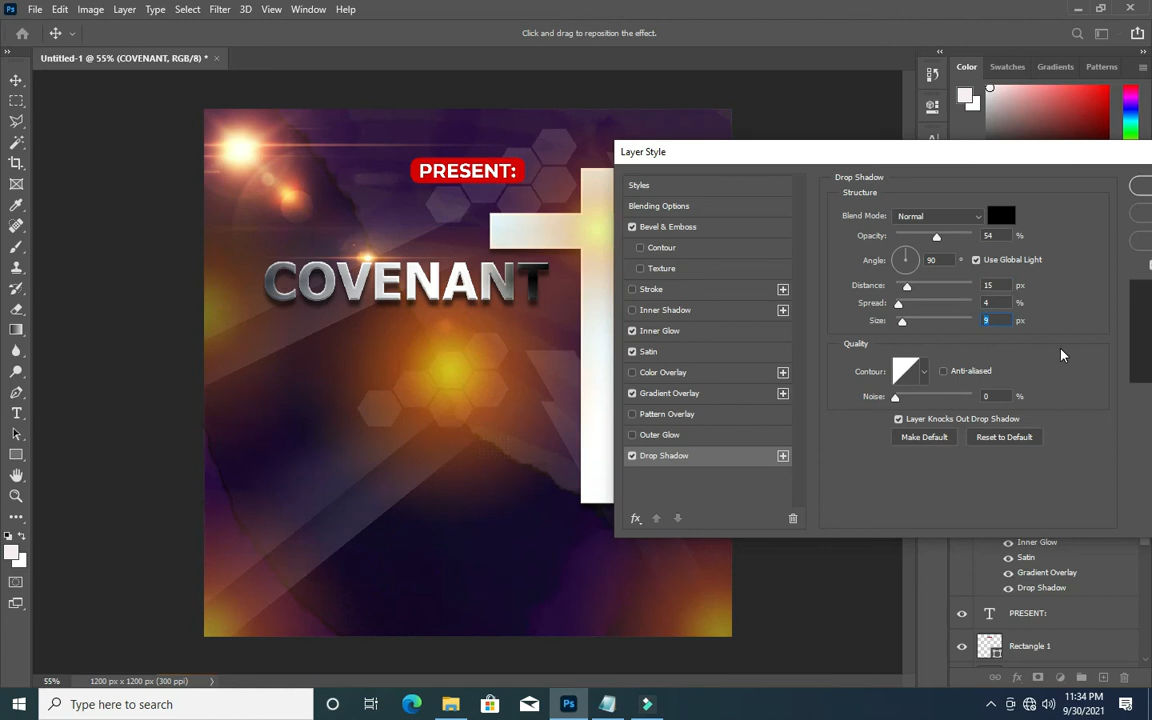 Ps File Edit Image Layer Type Select Filter 3D View Window Help
Click and drag to reposition the effect.
Untitled-1 @ 55% (COVENANT, RGB/8) *
Color Swatches Gradients Patterns
PRESENT:
COVENANT
Layer Style
Styles
Blending Options
Bevel & Emboss
Contour
Texture
Stroke
Inner Shadow
Inner Glow
Satin
Color Overlay
Gradient Overlay
Pattern Overlay
Outer Glow
Drop Shadow
fx
Drop Shadow
Structure
Blend Mode: Normal
Opacity: 54 %
Angle: 90 ° Use Global Light
Distance: 15 px
Spread: 4 %
Size: 9 px
Quality
Contour: Anti-aliased
Noise: 0 %
Layer Knocks Out Drop Shadow
Make Default Reset to Default
Inner Glow
Satin
Gradient Overlay
Drop Shadow
T PRESENT:
Rectangle 1
fx
55% 1200 px x 1200 px (300 ppi)
Type here to search
Ps
11:34 PM
9/30/2021